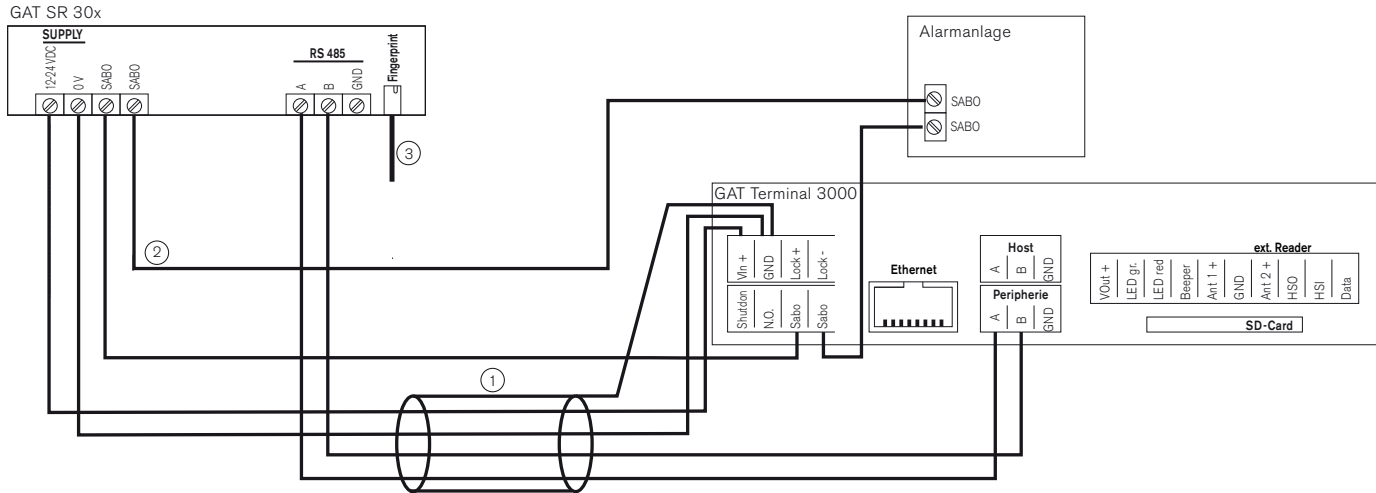 GAT SR 30x
SUPPLY
12-24 VDC
0 V
SABO
SABO
RS 485
A
B
GND
Fingerprint
Alarmanlage
SABO
SABO
3
2
GAT Terminal 3000
VIn +
GND
Lock +
Lock -
Shutdon
N.O.
Sabo
Sabo
Ethernet
Host
A
B
GND
Peripherie
A
B
GND
ext. Reader
VOut +
LED gr.
LED red
Beeper
Ant 1 +
GND
Ant 2 +
HSO
HSI
Data
SD-Card
1